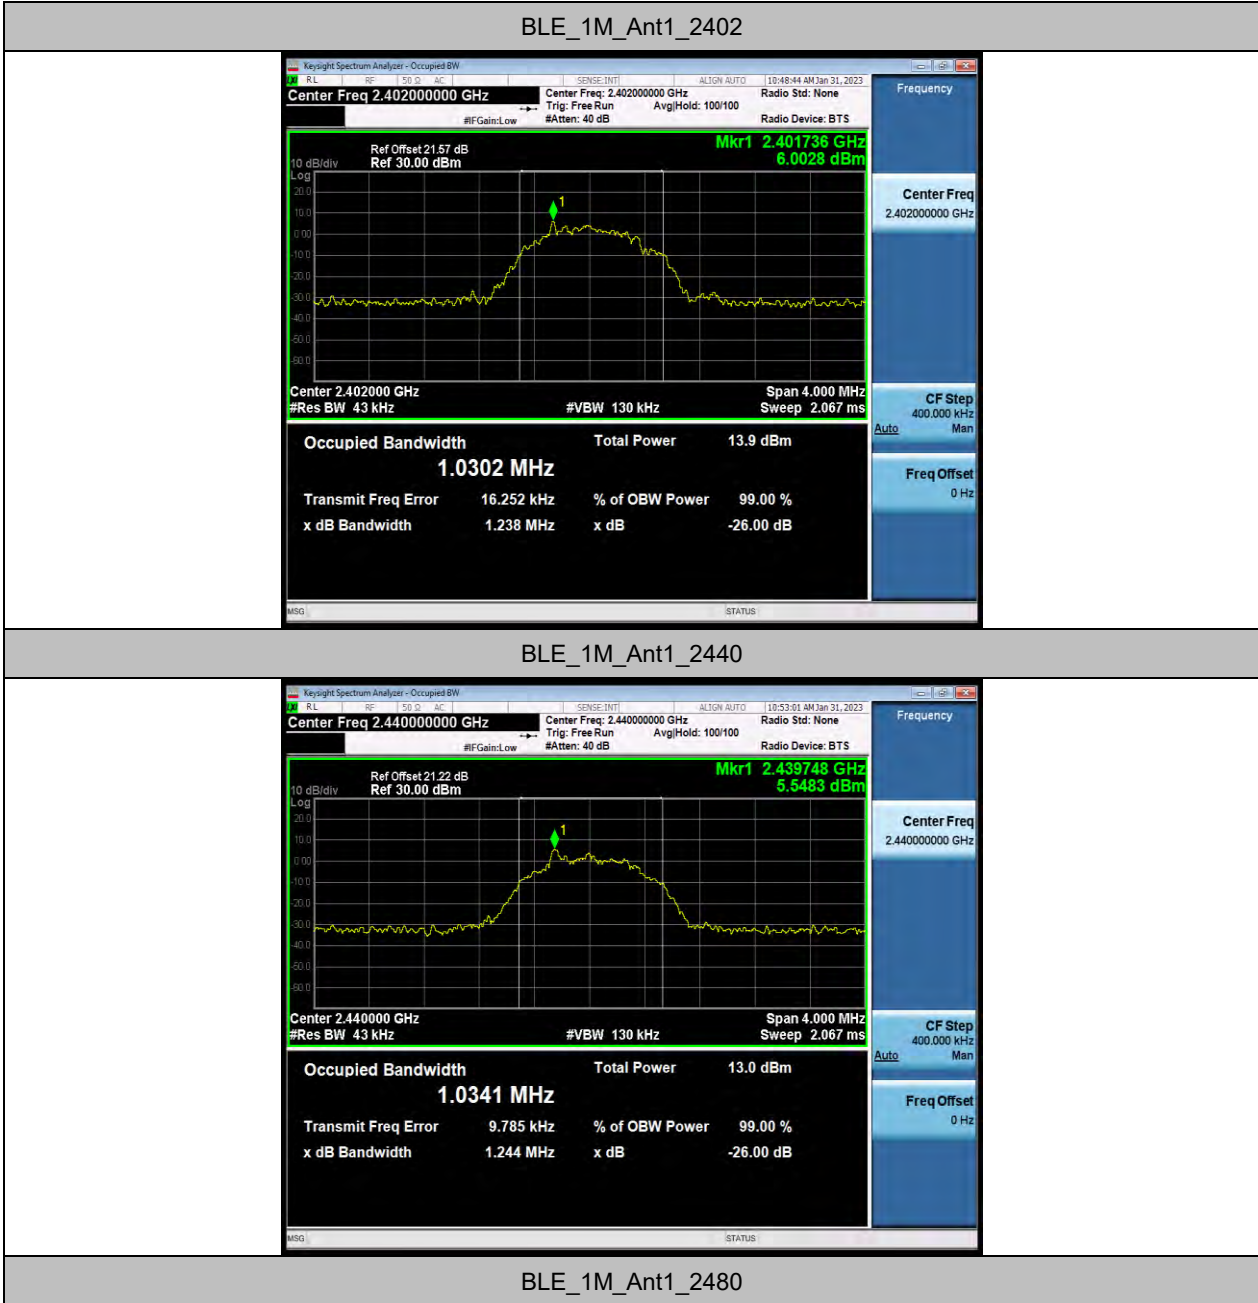 BLE_1M_Ant1_2402
Keysight Spectrum Analyzer - Occupied BW
LXI RL RF 50 Ω AC SENSE:INT ALIGN AUTO 10:48:44 AM Jan 31, 2023
Center Freq 2.402000000 GHz Center Freq: 2.402000000 GHz Radio Std: None Frequency
Trig: Free Run Avg|Hold: 100/100
#IFGain:Low #Atten: 40 dB Radio Device: BTS
Mkr1 2.401736 GHz
Ref Offset 21.57 dB 6.0028 dBm
10 dB/div Ref 30.00 dBm
Log
20.0
10.0
0.00
-10.0
-20.0
-30.0
-40.0
-50.0
-60.0
1
Center Freq
2.402000000 GHz
Center 2.402000 GHz Span 4.000 MHz
#Res BW 43 kHz #VBW 130 kHz Sweep 2.067 ms
CF Step
400.000 kHz
Auto Man
Occupied Bandwidth Total Power 13.9 dBm
1.0302 MHz
Freq Offset
0 Hz
Transmit Freq Error 16.252 kHz % of OBW Power 99.00 %
x dB Bandwidth 1.238 MHz x dB -26.00 dB
MSG STATUS
BLE_1M_Ant1_2440
Keysight Spectrum Analyzer - Occupied BW
LXI RL RF 50 Ω AC SENSE:INT ALIGN AUTO 10:53:01 AM Jan 31, 2023
Center Freq 2.440000000 GHz Center Freq: 2.440000000 GHz Radio Std: None Frequency
Trig: Free Run Avg|Hold: 100/100
#IFGain:Low #Atten: 40 dB Radio Device: BTS
Mkr1 2.439748 GHz
Ref Offset 21.22 dB 5.5483 dBm
10 dB/div Ref 30.00 dBm
Log
20.0
10.0
0.00
-10.0
-20.0
-30.0
-40.0
-50.0
-60.0
1
Center Freq
2.440000000 GHz
Center 2.440000 GHz Span 4.000 MHz
#Res BW 43 kHz #VBW 130 kHz Sweep 2.067 ms
CF Step
400.000 kHz
Auto Man
Occupied Bandwidth Total Power 13.0 dBm
1.0341 MHz
Freq Offset
0 Hz
Transmit Freq Error 9.785 kHz % of OBW Power 99.00 %
x dB Bandwidth 1.244 MHz x dB -26.00 dB
MSG STATUS
BLE_1M_Ant1_2480